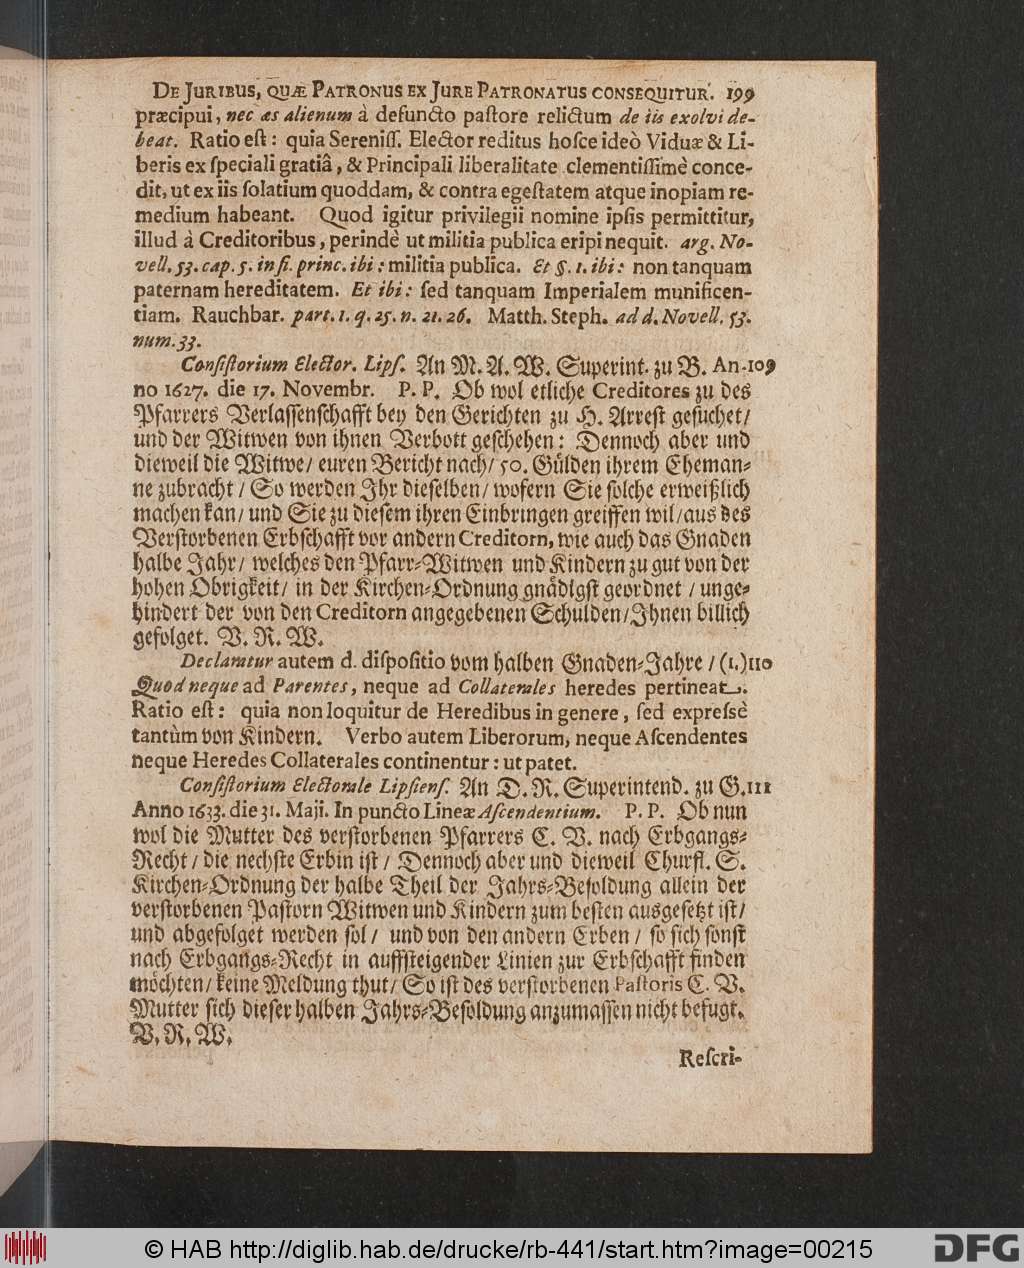 De Juribus, quæ Patronus ex Jure Patronatus consequitur. 199
præcipui, nec æs alienum à defuncto paſtore relictum de iis exolvi de-
beat. Ratio eſt: quia Sereniſſ. Elector reditus hoſce ideò Viduæ & Li-
beris ex ſpeciali gratiâ, & Principali liberalitate clementiſſimè conce-
dit, ut ex iis ſolatium quoddam, & contra egeſtatem atque inopiam re-
medium habeant. Quod igitur privilegii nomine ipſis permittitur,
illud à Creditoribus, perindè ut militia publica eripi nequit. arg. No-
vell. 53. cap. 5. in fi. princ. ibi: militia publica. Et §. 1. ibi: non tanquam
paternam hereditatem. Et ibi: ſed tanquam Imperialem munificen-
tiam. Rauchbar. part. 1. q. 25. n. 21. 26. Matth. Steph. ad d. Novell. 53.
num. 33.
Conſiſtorium Elector. Lipſ. An M. A. W. Superint. zu B. An- 109
no 1627. die 17. Novembr. P. P. Ob wol etliche Creditores zu des
Pfarrers Verlaſſenſchafft bey den Gerichten zu H. Arreſt geſuchet/
und der Witwen von ihnen Verbott geſchehen: Dennoch aber und
dieweil die Witwe/ euren Bericht nach/ 50. Gülden ihrem Eheman-
ne zubracht/ So werden Ihr dieſelben/ wofern Sie ſolche erweißlich
machen kan/ und Sie zu dieſem ihren Einbringen greiffen wil/ aus des
Verſtorbenen Erbſchafft vor andern Creditorn, wie auch das Gnaden
halbe Jahr/ welches den Pfarr-Witwen und Kindern zu gut von der
hohen Obrigkeit/ in der Kirchen-Ordnung gnädigſt geordnet/ unge-
hindert der von den Creditorn angegebenen Schulden/ Ihnen billich
gefolget. V. R. W.
Declaratur autem d. diſpoſitio vom halben Gnaden-Jahre/ (1.) 110
Quod neque ad Parentes, neque ad Collaterales heredes pertineat.
Ratio eſt: quia non loquitur de Heredibus in genere, ſed expreſsè
tantùm von Kindern. Verbo autem Liberorum, neque Aſcendentes
neque Heredes Collaterales continentur: ut patet.
Conſiſtorium Electorale Lipſienſ. An D. R. Superintend. zu G. 111
Anno 1633. die 31. Maji. In puncto Lineæ Aſcendentium. P. P. Ob nun
wol die Mutter des verſtorbenen Pfarrers C. V. nach Erbgangs-
Recht/ die nechſte Erbin iſt/ Dennoch aber und dieweil Churfl. S.
Kirchen-Ordnung der halbe Theil der Jahrs-Beſoldung allein der
verſtorbenen Paſtorn Witwen und Kindern zum beſten ausgeſetzt iſt/
und abgefolget werden ſol/ und von den andern Erben/ ſo ſich ſonſt
nach Erbgangs-Recht in auffſteigender Linien zur Erbſchafft finden
möchten/ keine Meldung thut/ So iſt des verſtorbenen Paſtoris C. V.
Mutter ſich dieſer halben Jahrs-Beſoldung anzumaſſen nicht befugt.
V. R. W.
Reſcri-
© HAB http://diglib.hab.de/drucke/rb-441/start.htm?image=00215
DFG